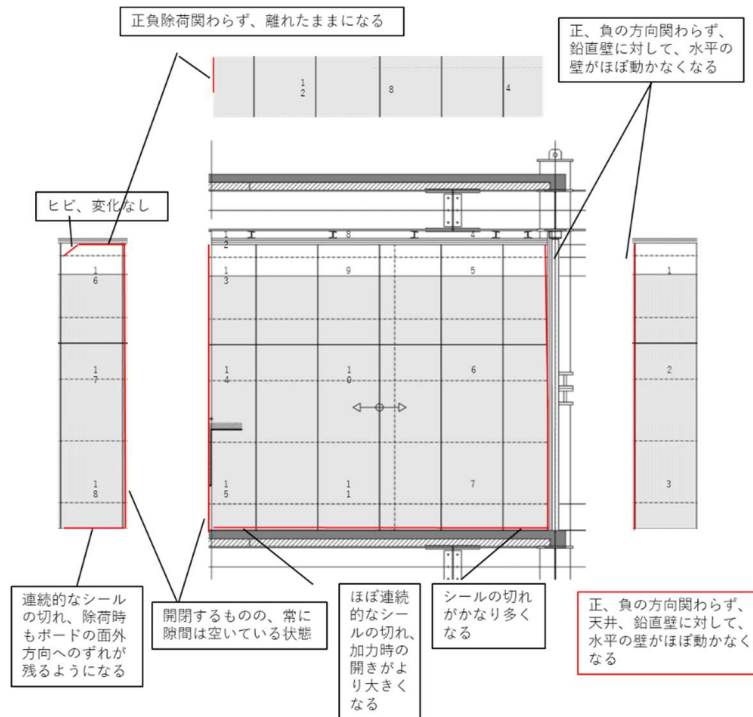 正負除荷関わらず、離れたままになる
正、負の方向関わらず、
鉛直壁に対して、水平の
壁がほぼ動かなくなる
1
2
8
4
ヒビ、変化なし
1
2
8
4
1
6
1
3
9
5
1
1
7
1
4
1
0
6
2
1
8
1
5
1
1
7
3
連続的なシール
の切れ、除荷時
もボードの面外
方向へのずれが
残るようになる
開閉するものの、常に
隙間は空いている状態
ほぼ連続
的なシー
ルの切れ、
加力時の
開きがよ
り大きく
なる
シールの切れ
がかなり多く
なる
正、負の方向関わらず、
天井、鉛直壁に対して、
水平の壁がほぼ動かなく
なる